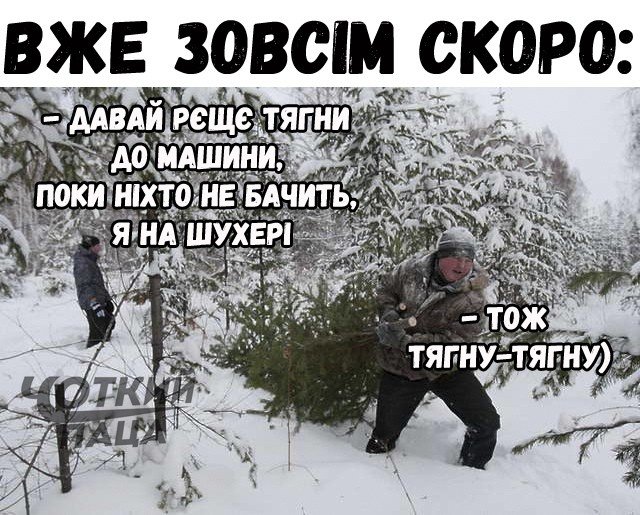 ВЖЕ ЗОВСІМ СКОРО:
- ДАВАЙ РЄЩЄ ТЯГНИ
ДО МАШИНИ,
ПОКИ НІХТО НЕ БАЧИТЬ,
Я НА ШУХЕРІ
- ТОЖ
ТЯГНУ-ТЯГНУ)
ЧОТКИЙ
ПАЦА